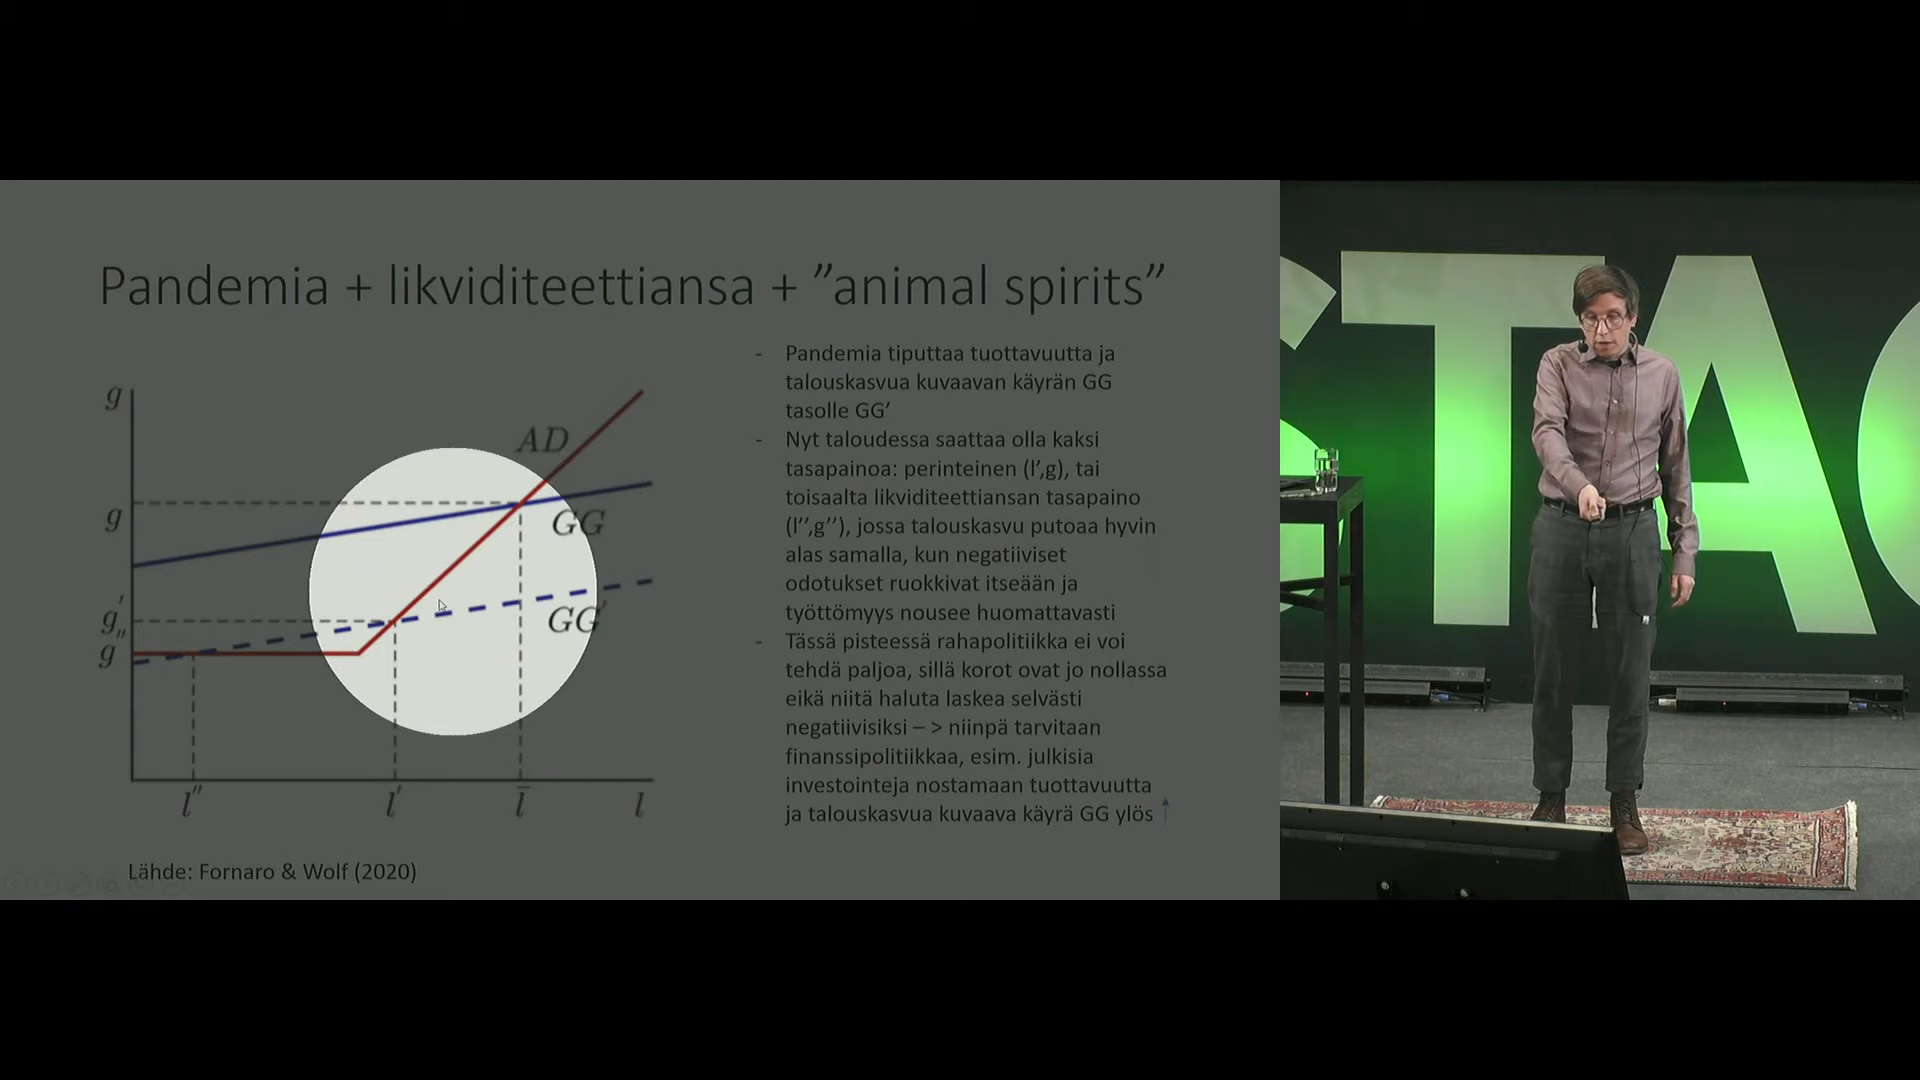 Pandemia + likviditeettiansa + ”animal spirits”
- Pandemia tiputtaa tuottavuutta ja
talouskasvua kuvaavan käyrän GG
tasolle GG’
- Nyt taloudessa saattaa olla kaksi
tasapainoa: perinteinen (l’,g), tai
toisaalta likviditeettiansan tasapaino
(l’’,g’’), jossa talouskasvu putoaa hyvin
alas samalla, kun negatiiviset
odotukset ruokkivat itseään ja
työttömyys nousee huomattavasti
- Tässä pisteessä rahapolitiikka ei voi
tehdä paljoa, sillä korot ovat jo nollassa
eikä niitä haluta laskea selvästi
negatiivisiksi – > niinpä tarvitaan
finanssipolitiikkaa, esim. julkisia
investointeja nostamaan tuottavuutta
ja talouskasvua kuvaava käyrä GG ylös
g
AD
g
GG
g'
GG'
g''
l''
l'
l̅
l
Lähde: Fornaro & Wolf (2020)
STAG